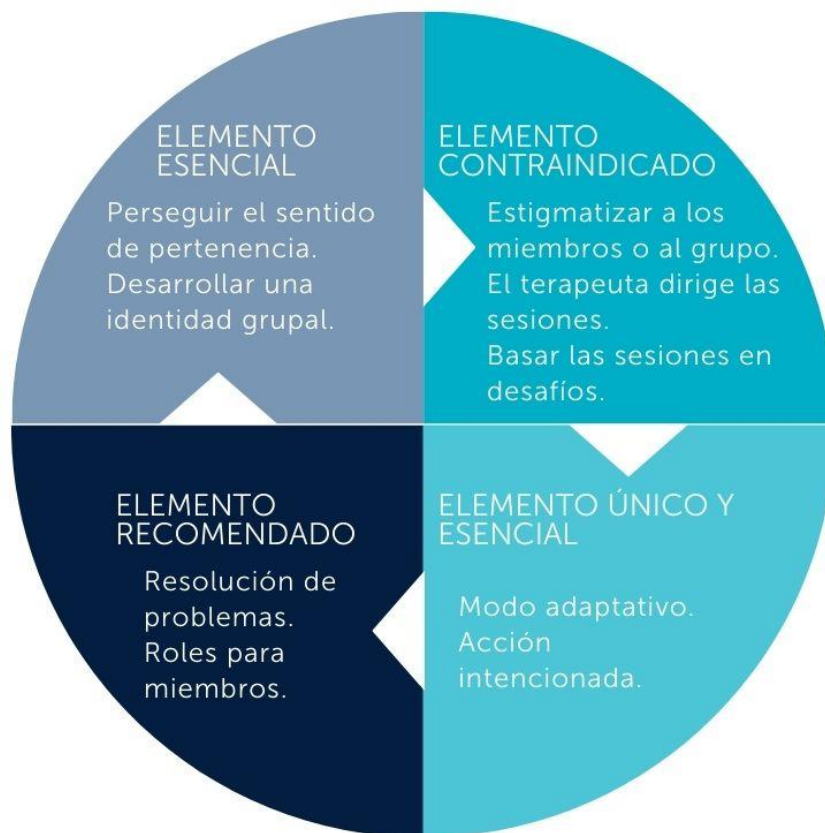 ELEMENTO
ESENCIAL
Perseguir el sentido
de pertenencia.
Desarrollar una
identidad grupal.
ELEMENTO
CONTRAINDICADO
Estigmatizar a los
miembros o al grupo.
El terapeuta dirige las
sesiones.
Basar las sesiones en
desafíos.
ELEMENTO
RECOMENDADO
Resolución de
problemas.
Roles para
miembros.
ELEMENTO ÚNICO Y
ESENCIAL
Modo adaptativo.
Acción
intencionada.